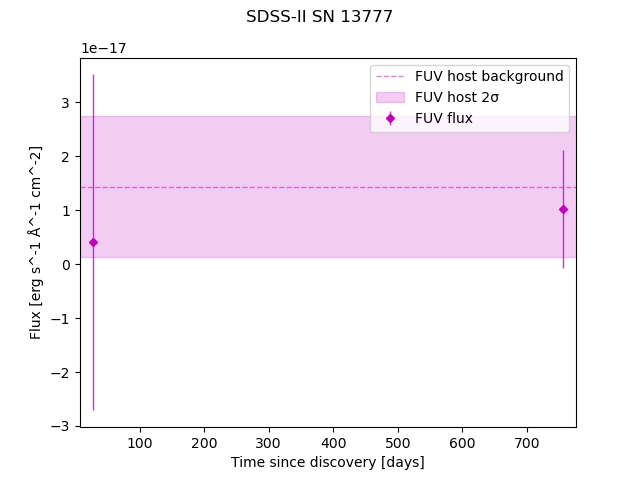 SDSS-II SN 13777
1e−17
FUV host background
FUV host 2σ
FUV flux
3
2
1
0
−1
−2
−3
Flux [erg s^-1 Å^-1 cm^-2]
100 200 300 400 500 600 700
Time since discovery [days]